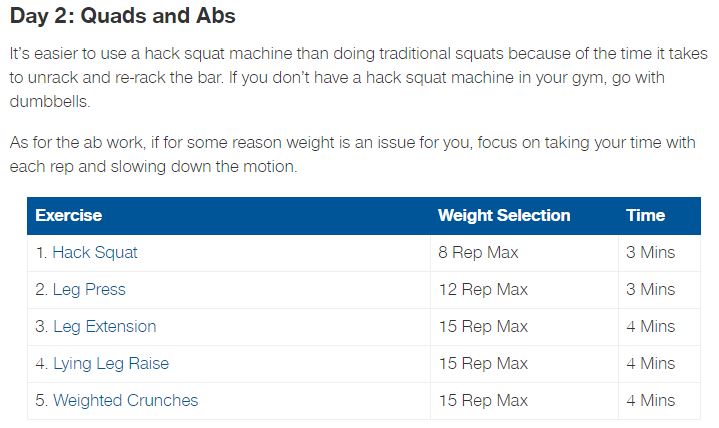 Day 2: Quads and Abs
It's easier to use a hack squat machine than doing traditional squats because of the time it takes
to unrack and re-rack the bar. If you don't have a hack squat machine in your gym, go with
dumbbells.
As for the ab work, if for some reason weight is an issue for you, focus on taking your time with
each rep and slowing down the motion.
Exercise Weight Selection Time
1. Hack Squat 8 Rep Max 3 Mins
2. Leg Press 12 Rep Max 3 Mins
3. Leg Extension 15 Rep Max 4 Mins
4. Lying Leg Raise 15 Rep Max 4 Mins
5. Weighted Crunches 15 Rep Max 4 Mins